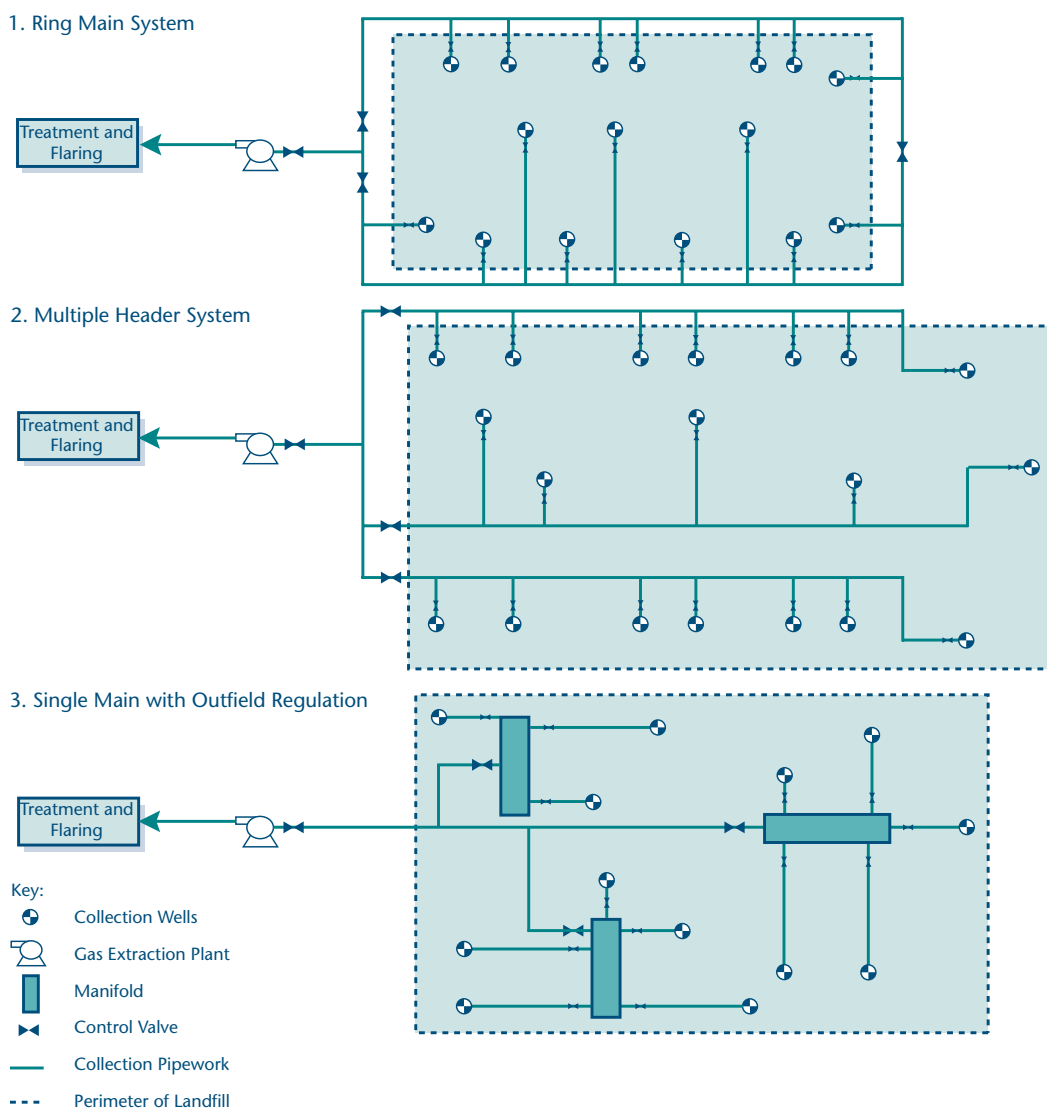 1. Ring Main System
Treatment and
Flaring
2. Multiple Header System
Treatment and
Flaring
3. Single Main with Outfield Regulation
Treatment and
Flaring
Key:
Collection Wells
Gas Extraction Plant
Manifold
Control Valve
Collection Pipework
Perimeter of Landfill